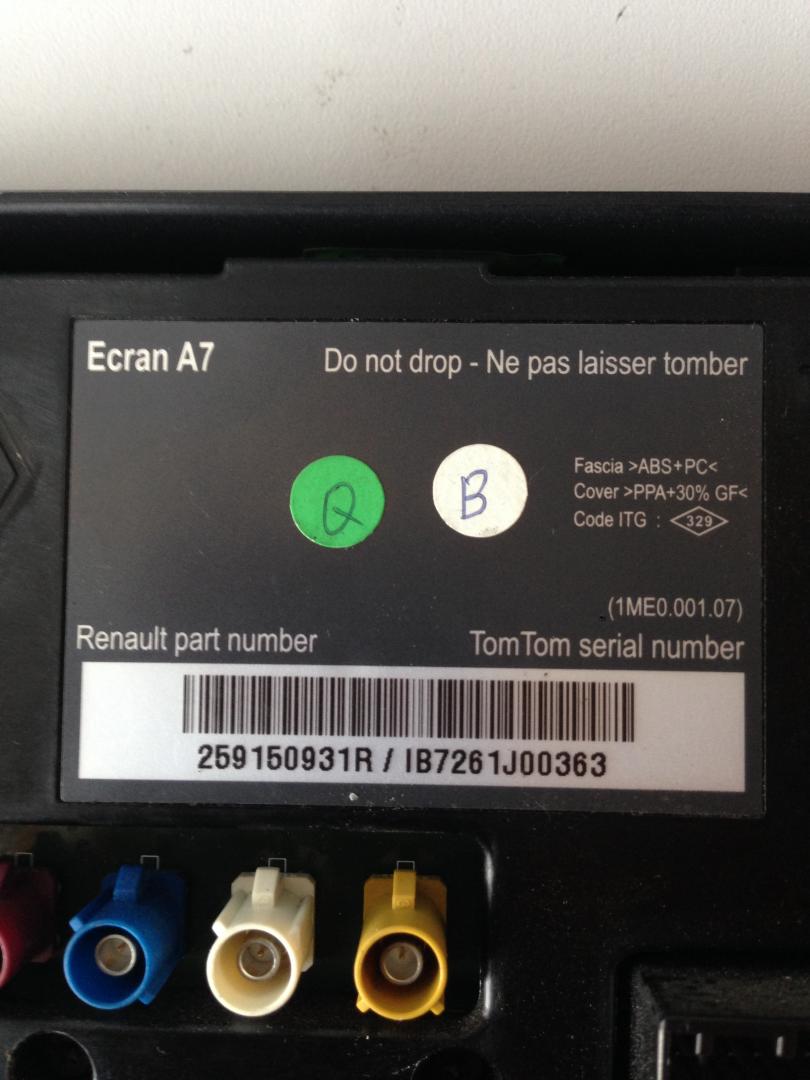 Ecran A7
Do not drop - Ne pas laisser tomber
Q
B
Fascia >ABS+PC<
Cover >PPA+30% GF<
Code ITG : 329
(1ME0.001.07)
Renault part number
TomTom serial number
259150931R / IB7261J00363